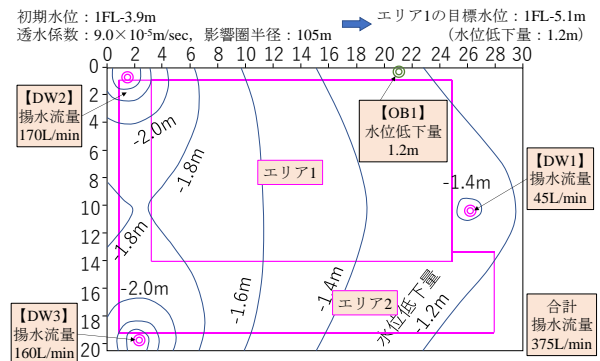 初期水位：1FL-3.9m
透水係数：9.0×10⁻⁵m/sec, 影響圏半径：105m
エリア1の目標水位：1FL-5.1m
（水位低下量：1.2m）
0 2 4 6 8 10 12 14 16 18 20 22 24 26 28 30
0
2
4
6
8
10
12
14
16
18
20
【DW2】
揚水流量
170L/min
【OB1】
水位低下量
1.2m
【DW1】
揚水流量
45L/min
【DW3】
揚水流量
160L/min
合計
揚水流量
375L/min
エリア1
エリア2
-2.0m
-1.8m
-1.8m
-2.0m
-1.6m
-1.4m
-1.4m
水位低下量
-1.2m